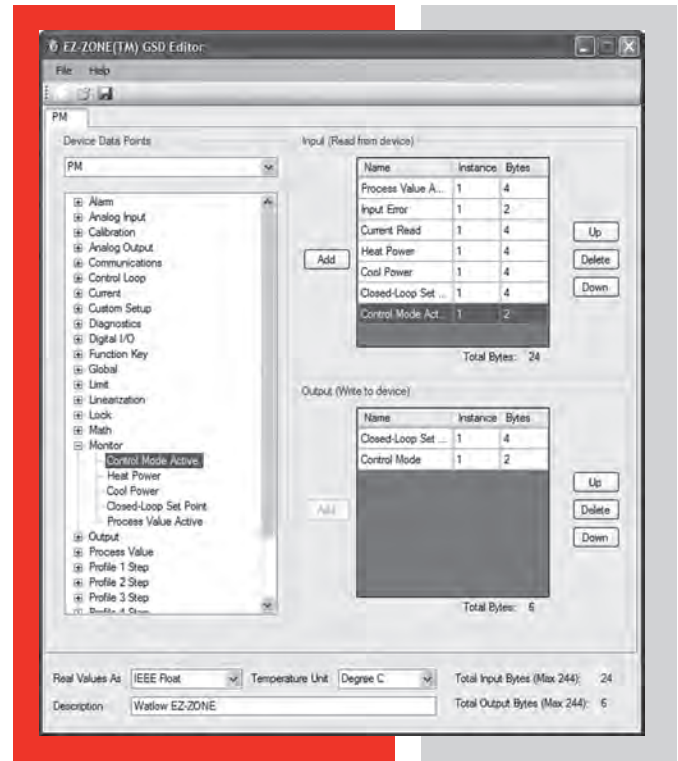 EZ-ZONE(TM) GSD Editor
File Help
PM
Device Data Points
PM
Alarm
Analog Input
Calibration
Analog Output
Communications
Control Loop
Current
Custom Setup
Diagnostics
Digital I/O
Function Key
Global
Limit
Linearization
Lock
Math
Monitor
Control Mode Active
Heat Power
Cool Power
Closed-Loop Set Point
Process Value Active
Output
Process Value
Profile 1 Step
Profile 2 Step
Profile 3 Step
Profile 4 Step
Input (Read from device)
Name Instance Bytes
Process Value A... 1 4
Input Error 1 2
Current Read 1 4
Heat Power 1 4
Cool Power 1 4
Closed-Loop Set ... 1 4
Control Mode Act... 1 2
Add
Up
Delete
Down
Total Bytes: 24
Output (Write to device)
Name Instance Bytes
Closed-Loop Set ... 1 4
Control Mode 1 2
Add
Up
Delete
Down
Total Bytes: 6
Real Values As IEEE Float Temperature Unit Degree C Total Input Bytes (Max 244): 24
Description Watlow EZ-ZONE Total Output Bytes (Max 244): 6